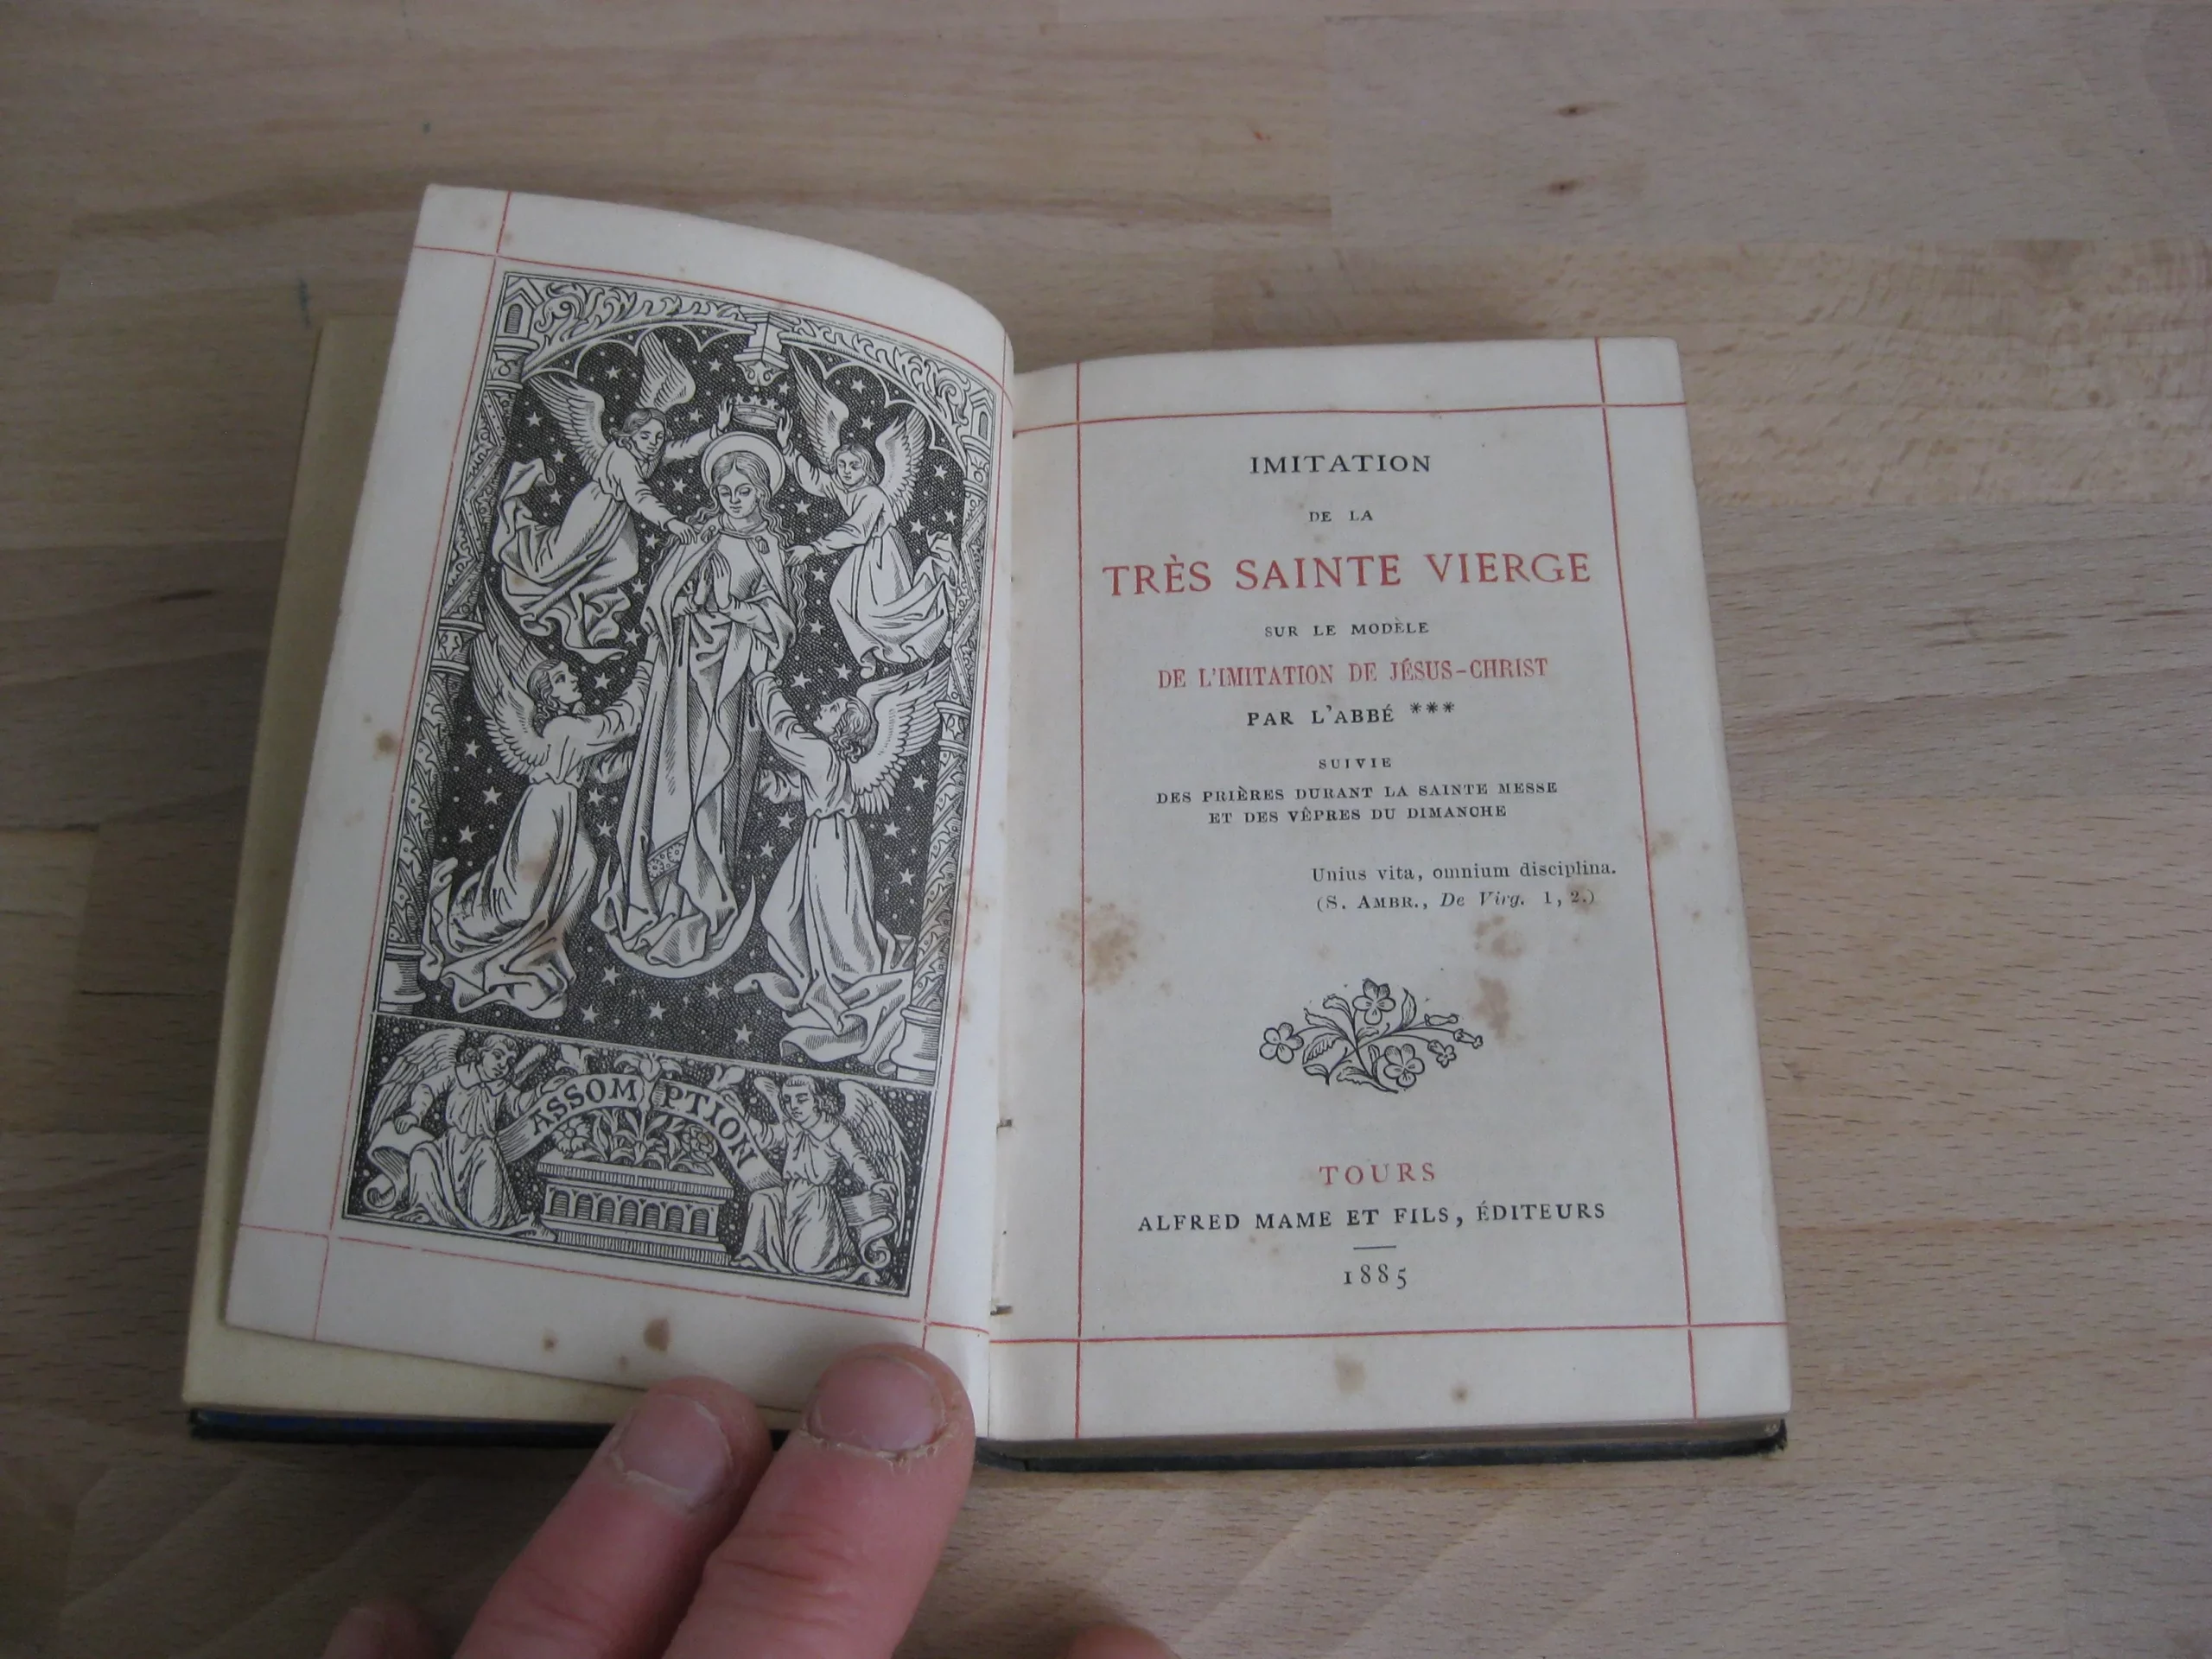 ASSOMPTION
IMITATION
DE LA
TRÈS SAINTE VIERGE
SUR LE MODÈLE
DE L'IMITATION DE JÉSUS-CHRIST
PAR L'ABBÉ ***
SUIVIE
DES PRIÈRES DURANT LA SAINTE MESSE
ET DES VÊPRES DU DIMANCHE
Unius vita, omnium disciplina.
(S. AMBR., De Virg. 1, 2.)
TOURS
ALFRED MAME ET FILS, ÉDITEURS
1885